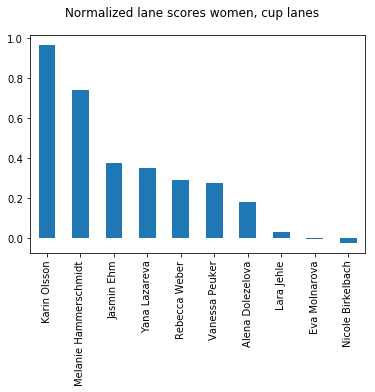 Normalized lane scores women, cup lanes
1.0
0.8
0.6
0.4
0.2
0.0
Karin Olsson
Melanie Hammerschmidt
Jasmin Ehm
Yana Lazareva
Rebecca Weber
Vanessa Peuker
Alena Dolezelova
Lara Jehle
Eva Molnarova
Nicole Birkelbach